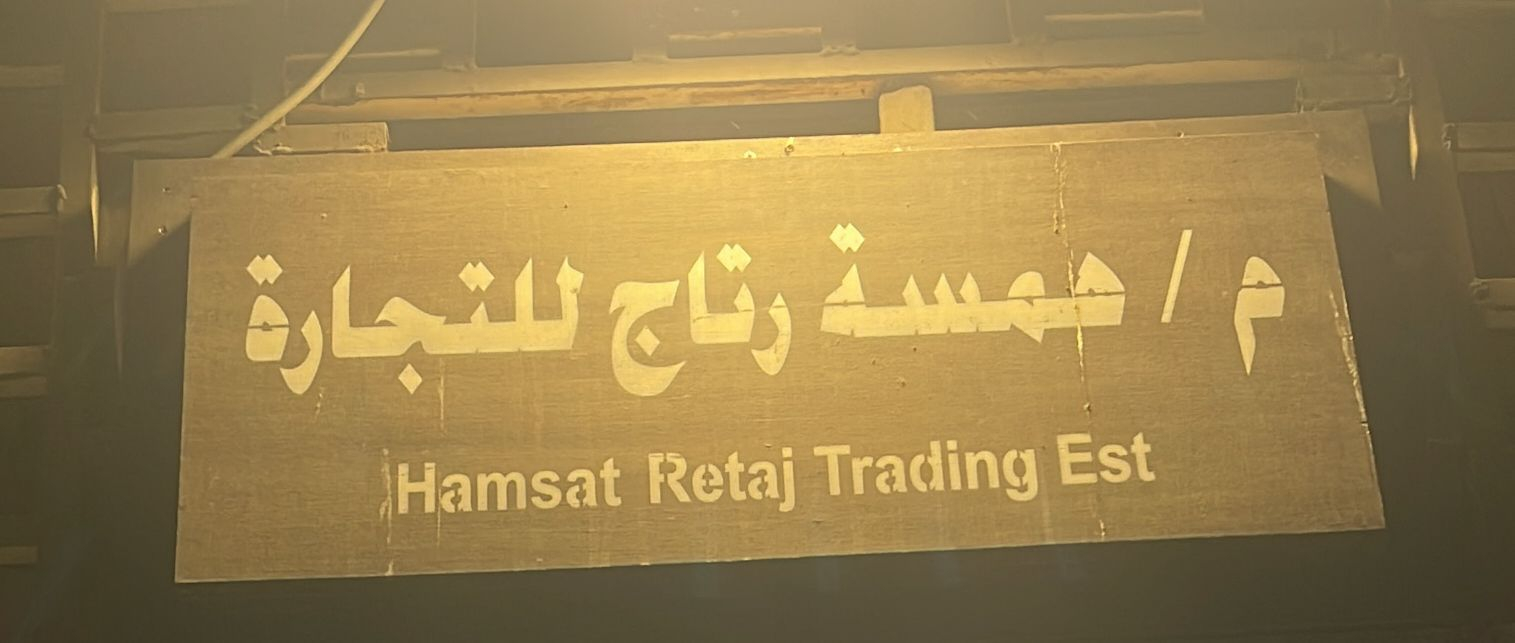 م / همسة رتاج للتجارة
Hamsat Retaj Trading Est